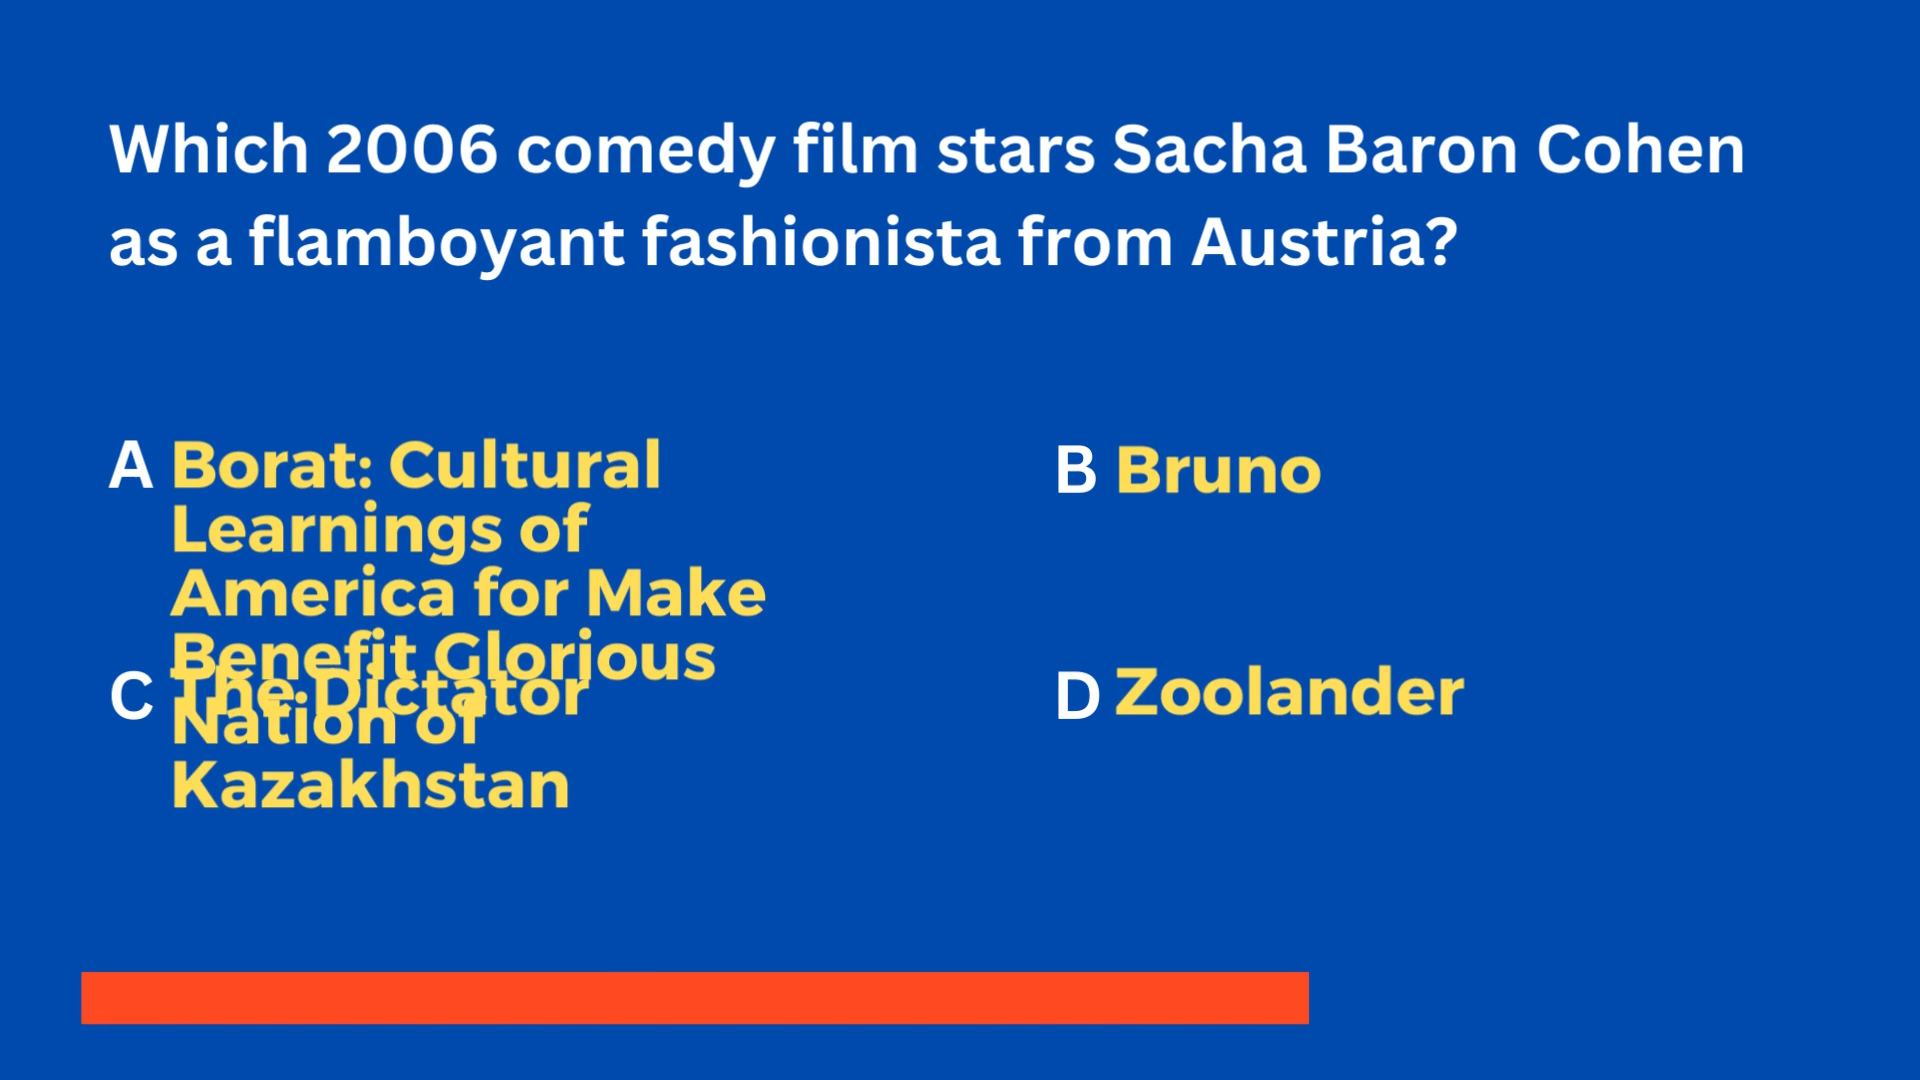 Which 2006 comedy film stars Sacha Baron Cohen
as a flamboyant fashionista from Austria?
A Borat: Cultural
Learnings of
America for Make
Benefit Glorious
Nation of
Kazakhstan
B Bruno
C The Dictator
D Zoolander